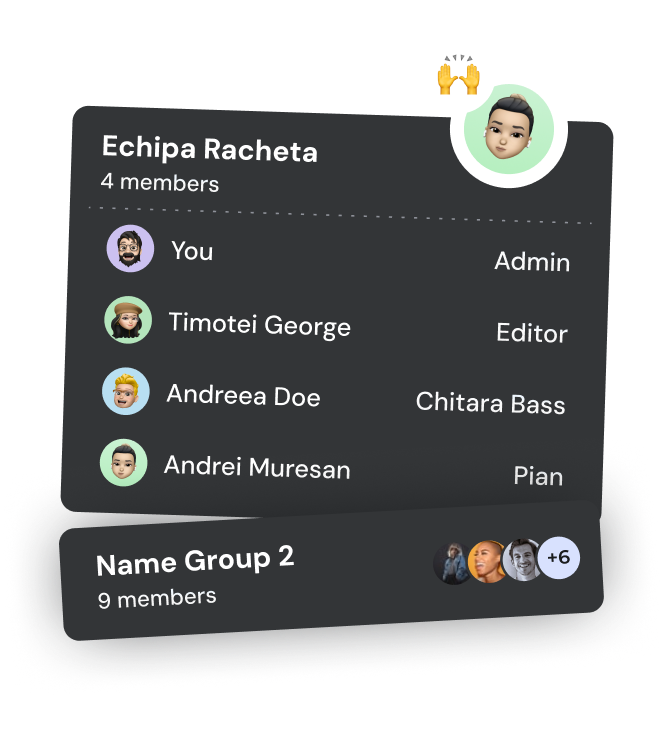 Echipa Racheta
4 members
You
Admin
Timotei George
Editor
Andreea Doe
Chitara Bass
Andrei Muresan
Pian
Name Group 2
9 members
+6